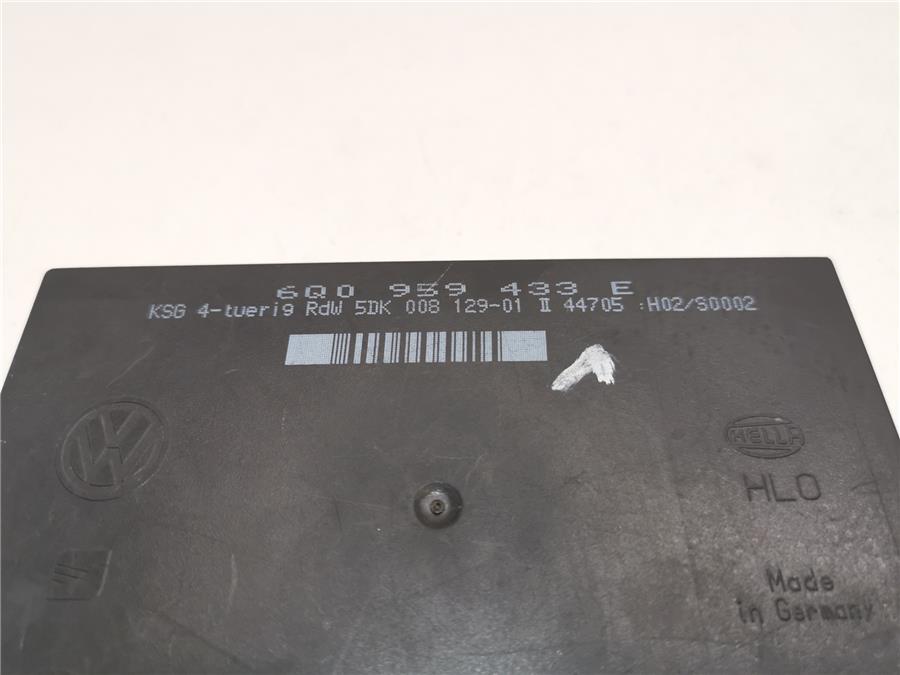 6Q0 959 433 E
KSG 4-tuerig RdW 5DK 008 129-01 II 44705 :H02/S0002
VW
HELLA
HLO
Made
in Germany